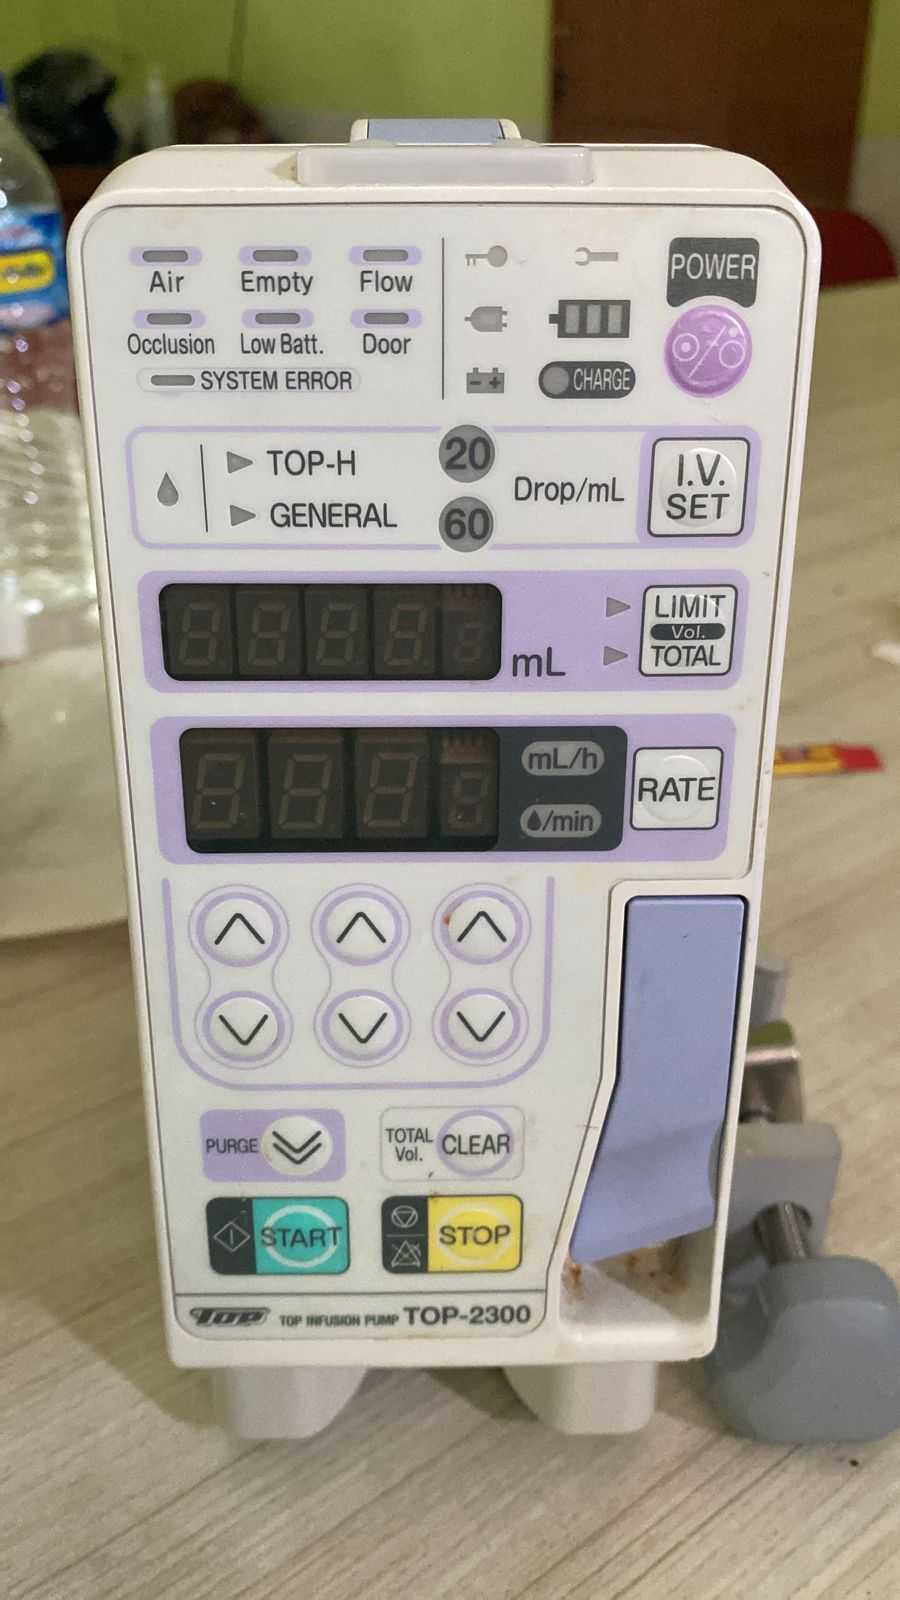 Air
Empty
Flow
POWER
Occlusion
Low Batt.
Door
SYSTEM ERROR
CHARGE
TOP-H
20
GENERAL
60
Drop/mL
I.V.
SET
mL
LIMIT
Vol.
TOTAL
mL/h
/min
RATE
PURGE
TOTAL
Vol.
CLEAR
START
STOP
Top
TOP INFUSION PUMP TOP-2300